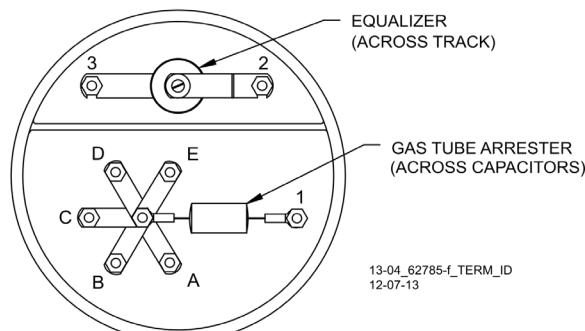 EQUALIZER
(ACROSS TRACK)
3
2
GAS TUBE ARRESTER
(ACROSS CAPACITORS)
D
E
C
1
B
A
13-04_62785-f_TERM_ID
12-07-13